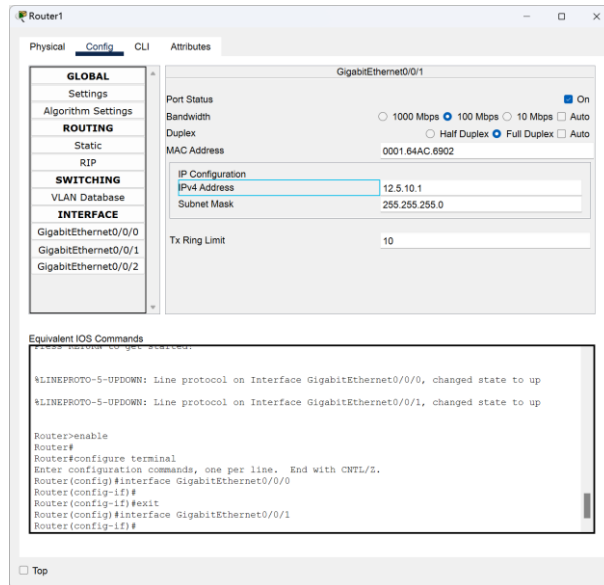 Router1
Physical Config CLI Attributes
GLOBAL
Settings
Algorithm Settings
ROUTING
Static
RIP
SWITCHING
VLAN Database
INTERFACE
GigabitEthernet0/0/0
GigabitEthernet0/0/1
GigabitEthernet0/0/2
GigabitEthernet0/0/1
Port Status On
Bandwidth 1000 Mbps 100 Mbps 10 Mbps Auto
Duplex Half Duplex Full Duplex Auto
MAC Address 0001.64AC.6902
IP Configuration
IPv4 Address 12.5.10.1
Subnet Mask 255.255.255.0
Tx Ring Limit 10
Equivalent IOS Commands
Press RETURN to get started!
%LINEPROTO-5-UPDOWN: Line protocol on Interface GigabitEthernet0/0/0, changed state to up
%LINEPROTO-5-UPDOWN: Line protocol on Interface GigabitEthernet0/0/1, changed state to up
Router>enable
Router#
Router#configure terminal
Enter configuration commands, one per line. End with CNTL/Z.
Router(config)#interface GigabitEthernet0/0/0
Router(config-if)#
Router(config-if)#exit
Router(config)#interface GigabitEthernet0/0/1
Router(config-if)#
Top